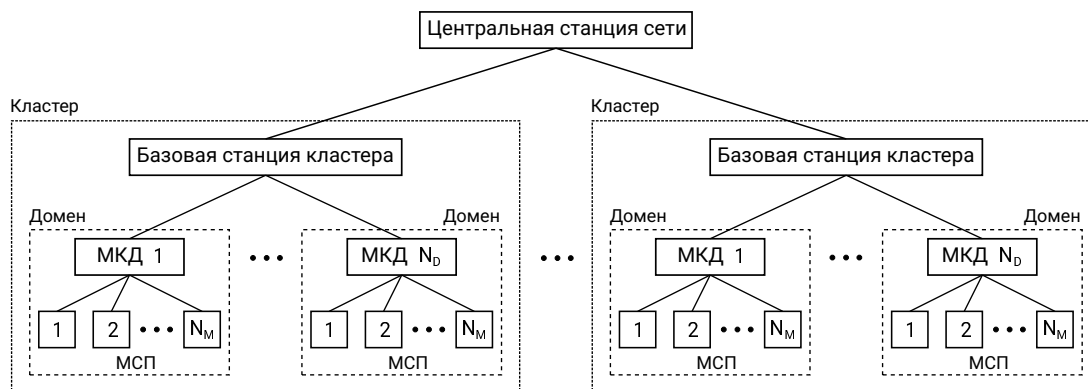 Центральная станция сети
Кластер Кластер
Базовая станция кластера Базовая станция кластера
Домен Домен Домен Домен
МКД 1 ••• МКД N_D ••• МКД 1 ••• МКД N_D
1 2 ••• N_M 1 2 ••• N_M 1 2 ••• N_M 1 2 ••• N_M
МСП МСП МСП МСП